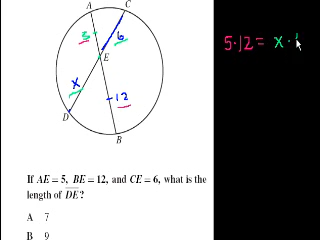 A
C
5
6
E
X
12
D
B
5·12 = x·
If AE = 5, BE = 12, and CE = 6, what is the
length of DE?
A 7
B 9